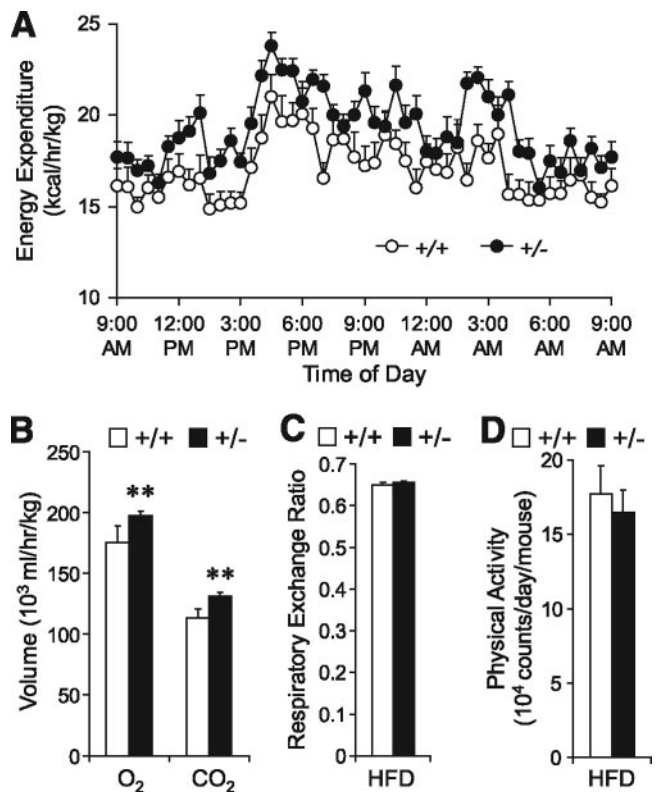 A
Energy Expenditure
(kcal/hr/kg)
25
20
15
10
+/+
+/-
9:00 12:00 3:00 6:00 9:00 12:00 3:00 6:00 9:00
AM PM PM PM PM AM AM AM AM
Time of Day
B
+/+ +/-
Volume (10³ ml/hr/kg)
250
200
150
100
50
0
**
**
O₂ CO₂
C
+/+ +/-
Respiratory Exchange Ratio
0.7
0.6
0.5
0.4
0.3
0.2
0.1
0
HFD
D
+/+ +/-
Physical Activity
(10⁴ counts/day/mouse)
20
15
10
5
0
HFD